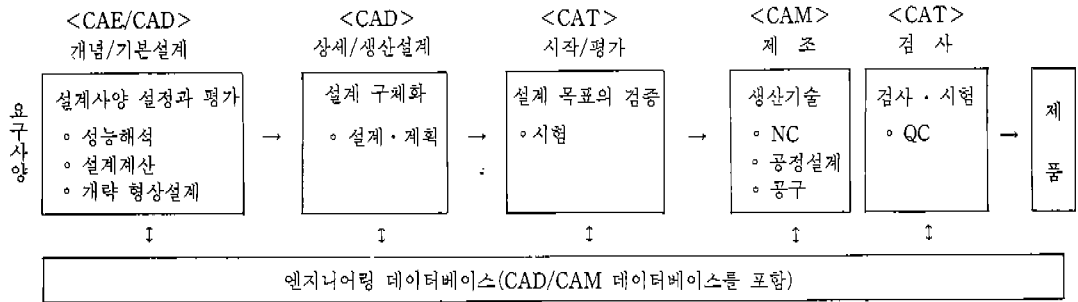 <CAE/CAD>
개념/기본설계
<CAD>
상세/생산설계
<CAT>
시작/평가
<CAM>
제 조
<CAT>
검 사
요구사양
설계사양 설정과 평가
∘ 성능해석
∘ 설계계산
∘ 개략 형상설계
→
설계 구체화
∘ 설계·계획
→
설계 목표의 검증
∘ 시험
→
생산기술
∘ NC
∘ 공정설계
∘ 공구
검사·시험
∘ QC
→
제
품
↕ ↕ ↕ ↕ ↕
엔지니어링 데이터베이스(CAD/CAM 데이터베이스를 포함)